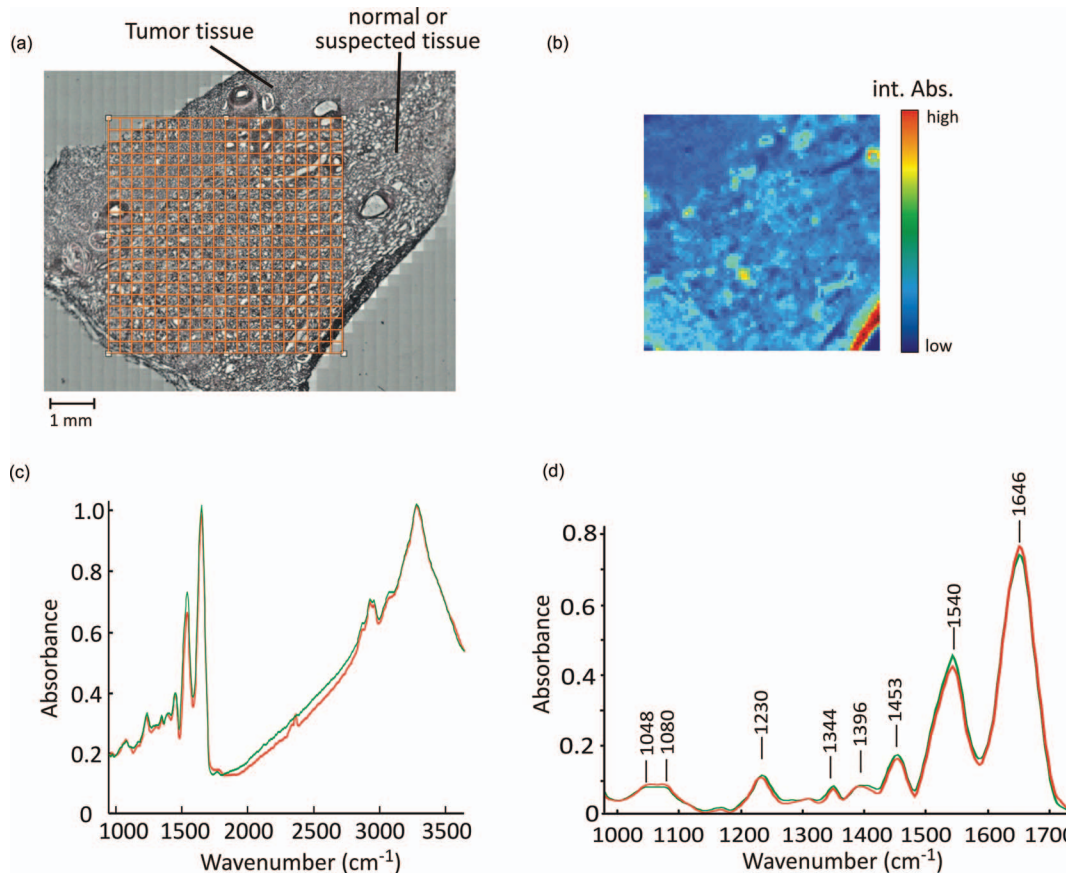 (a)
Tumor tissue
normal or
suspected tissue
1 mm
(b)
int. Abs.
high
low
(c)
Absorbance
1.0
0.8
0.6
0.4
0.2
0
1000 1500 2000 2500 3000 3500
Wavenumber (cm⁻¹)
(d)
Absorbance
0.8
0.6
0.4
0.2
0
1048
1080
1230
1344
1396
1453
1540
1646
1000 1100 1200 1300 1400 1500 1600 1700
Wavenumber (cm⁻¹)